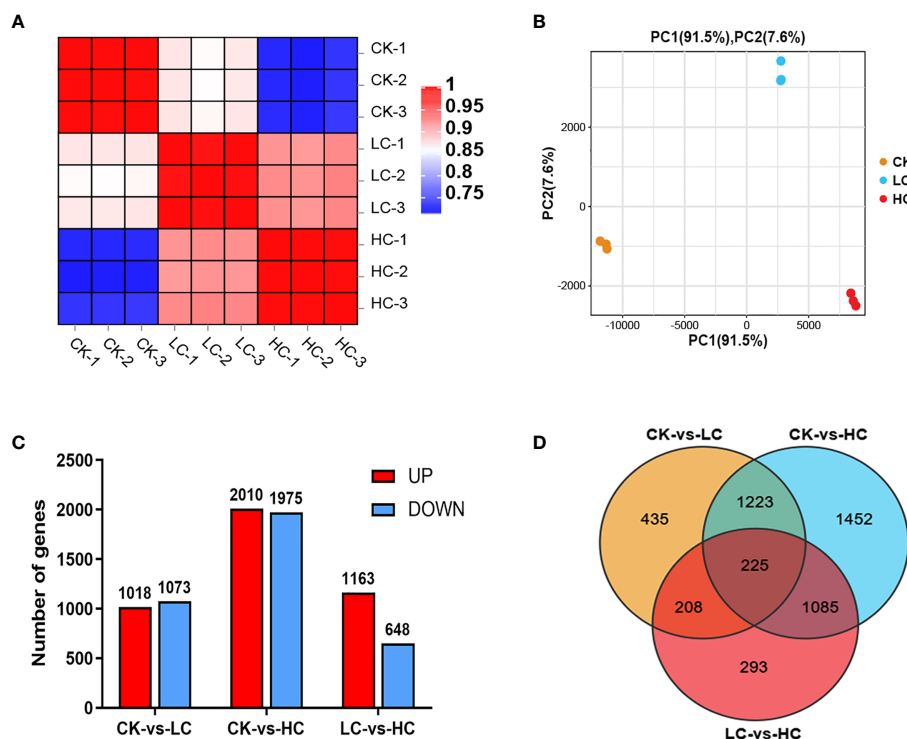 A
CK-1
CK-2
CK-3
LC-1
LC-2
LC-3
HC-1
HC-2
HC-3
1
0.95
0.9
0.85
0.8
0.75
CK-1
CK-2
CK-3
LC-1
LC-2
LC-3
HC-1
HC-2
HC-3
B
PC1(91.5%),PC2(7.6%)
PC2(7.6%)
2000
0
-2000
-10000
-5000
0
5000
PC1(91.5%)
CK
LC
HC
C
Number of genes
2500
2000
1500
1000
500
0
1018
1073
2010
1975
1163
648
UP
DOWN
CK-vs-LC
CK-vs-HC
LC-vs-HC
D
CK-vs-LC
CK-vs-HC
435
1223
1452
225
208
1085
293
LC-vs-HC